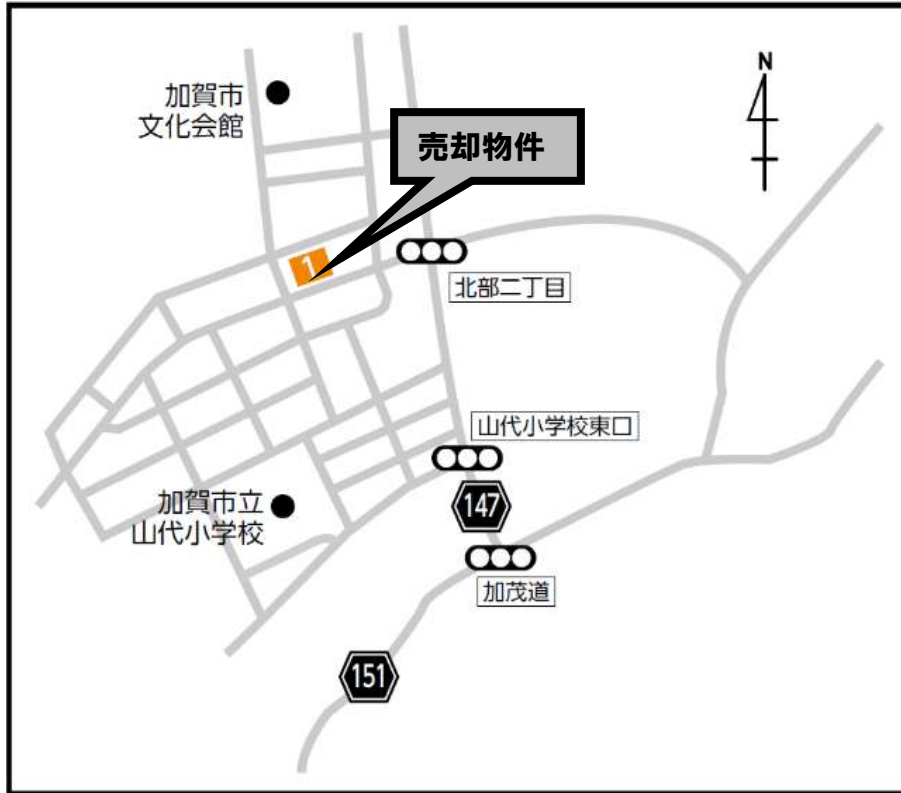 N
加賀市
文化会館
売却物件
1
北部二丁目
山代小学校東口
加賀市立
山代小学校
147
加茂道
151